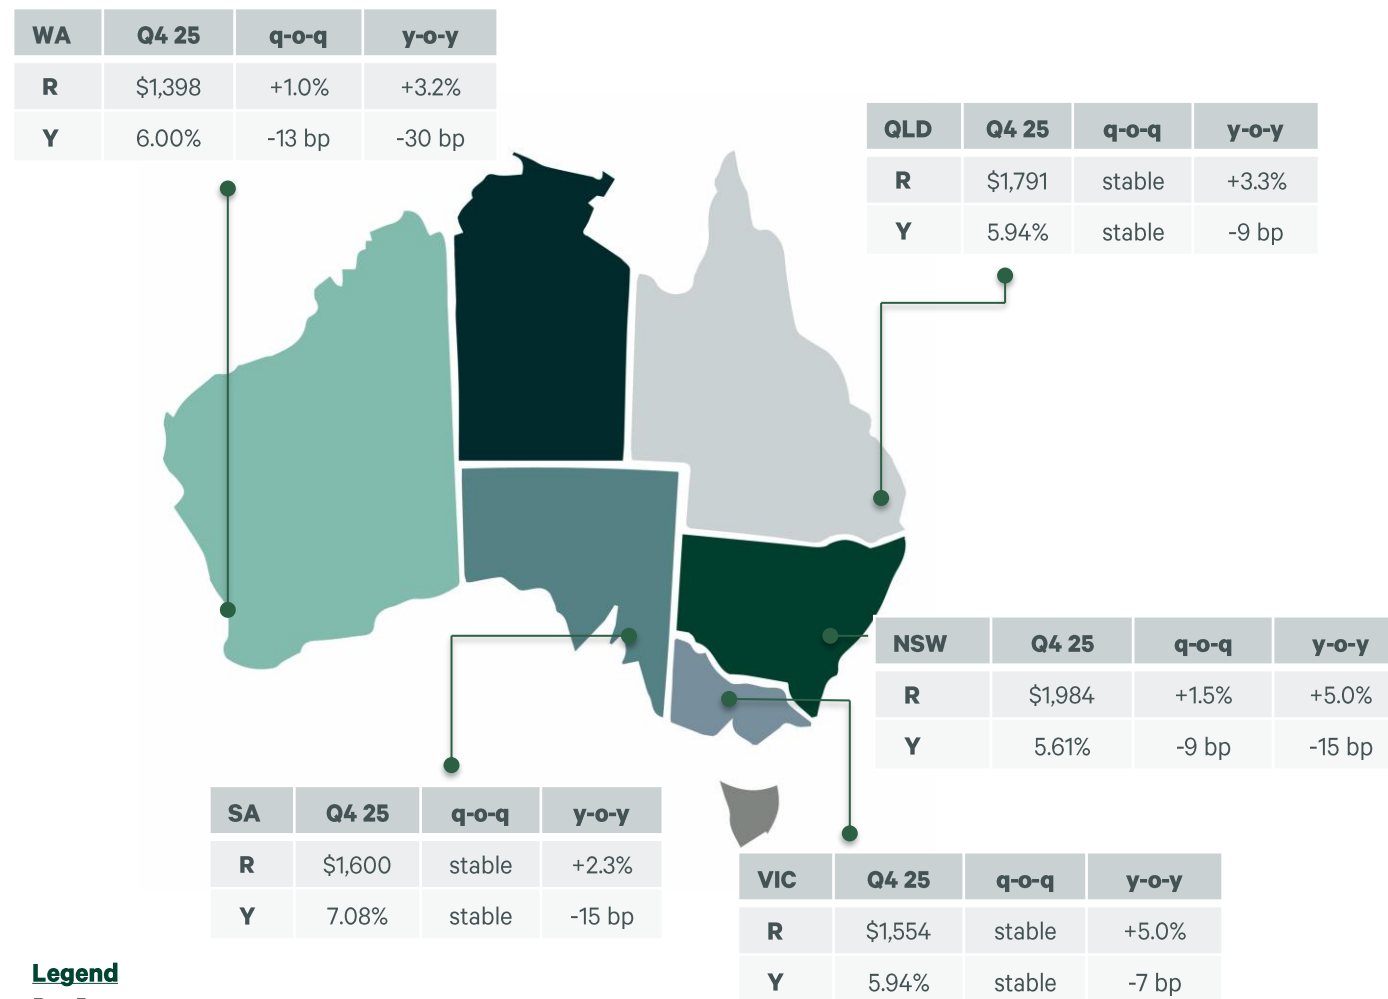 WA Q4 25 q-o-q y-o-y
R $1,398 +1.0% +3.2%
Y 6.00% -13 bp -30 bp
QLD Q4 25 q-o-q y-o-y
R $1,791 stable +3.3%
Y 5.94% stable -9 bp
NSW Q4 25 q-o-q y-o-y
R $1,984 +1.5% +5.0%
Y 5.61% -9 bp -15 bp
SA Q4 25 q-o-q y-o-y
R $1,600 stable +2.3%
Y 7.08% stable -15 bp
VIC Q4 25 q-o-q y-o-y
R $1,554 stable +5.0%
Y 5.94% stable -7 bp
Legend